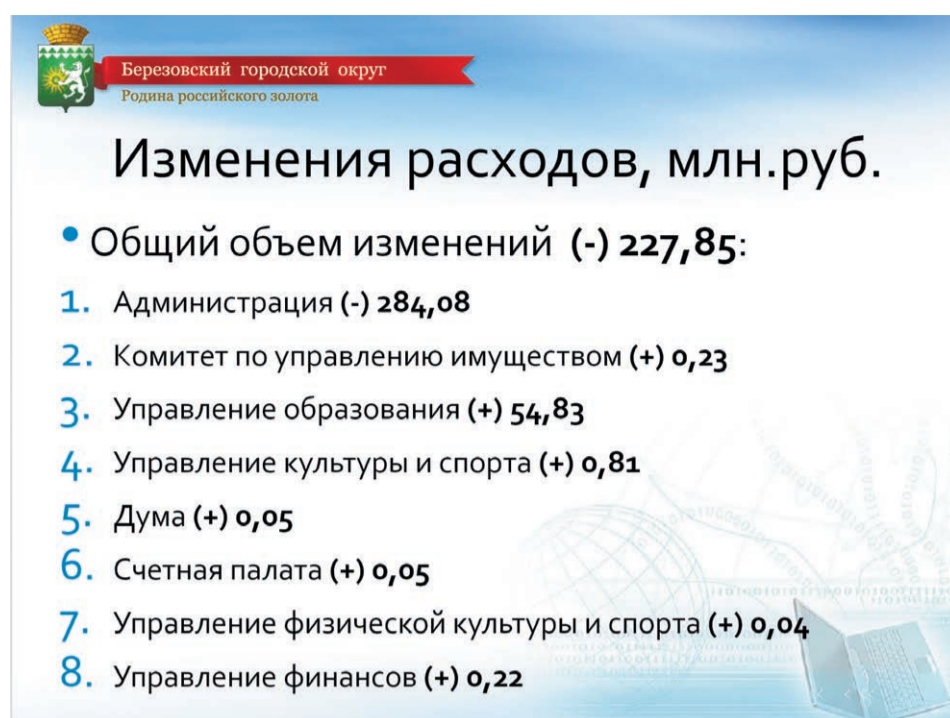 Березовский городской округ
Родина российского золота
Изменения расходов, млн.руб.
• Общий объем изменений (-) 227,85:
1. Администрация (-) 284,08
2. Комитет по управлению имуществом (+) 0,23
3. Управление образования (+) 54,83
4. Управление культуры и спорта (+) 0,81
5. Дума (+) 0,05
6. Счетная палата (+) 0,05
7. Управление физической культуры и спорта (+) 0,04
8. Управление финансов (+) 0,22